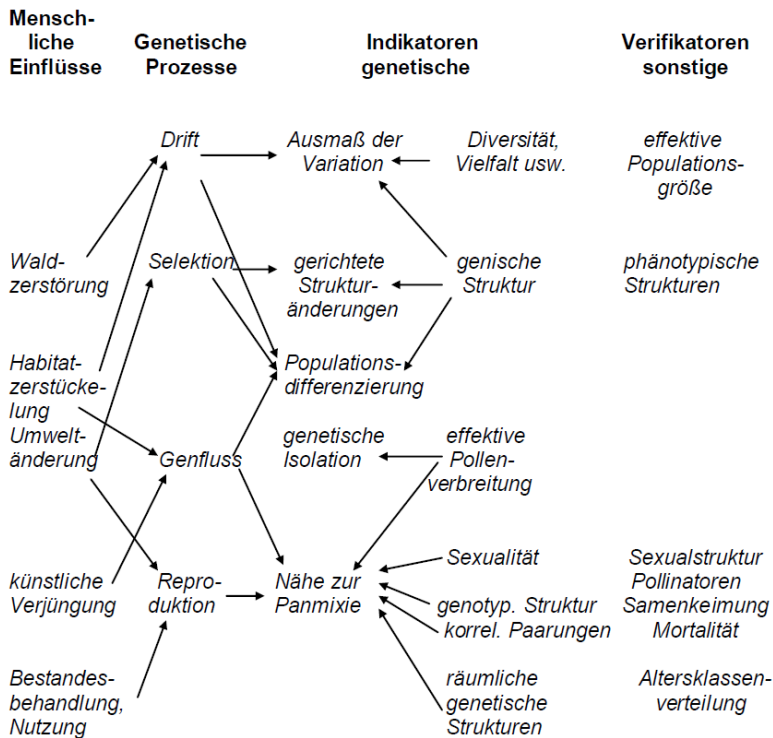 Mensch-
liche Genetische Indikatoren Verifikatoren
Einflüsse Prozesse genetische sonstige
Drift Ausmaß der Diversität, effektive
Variation Vielfalt usw. Populations-
größe
Wald- Selektion gerichtete genische phänotypische
zerstörung Struktur- Struktur Strukturen
änderungen
Habitat- Populations-
zerstücke- differenzierung
lung
Umwelt- genetische effektive
änderung Genfluss Isolation Pollen-
verbreitung
Sexualität Sexualstruktur
künstliche Repro- Nähe zur Pollinatoren
Verjüngung duktion Panmixie genotyp. Struktur Samenkeimung
korrel. Paarungen Mortalität
Bestandes- räumliche Altersklassen-
behandlung, genetische verteilung
Nutzung Strukturen